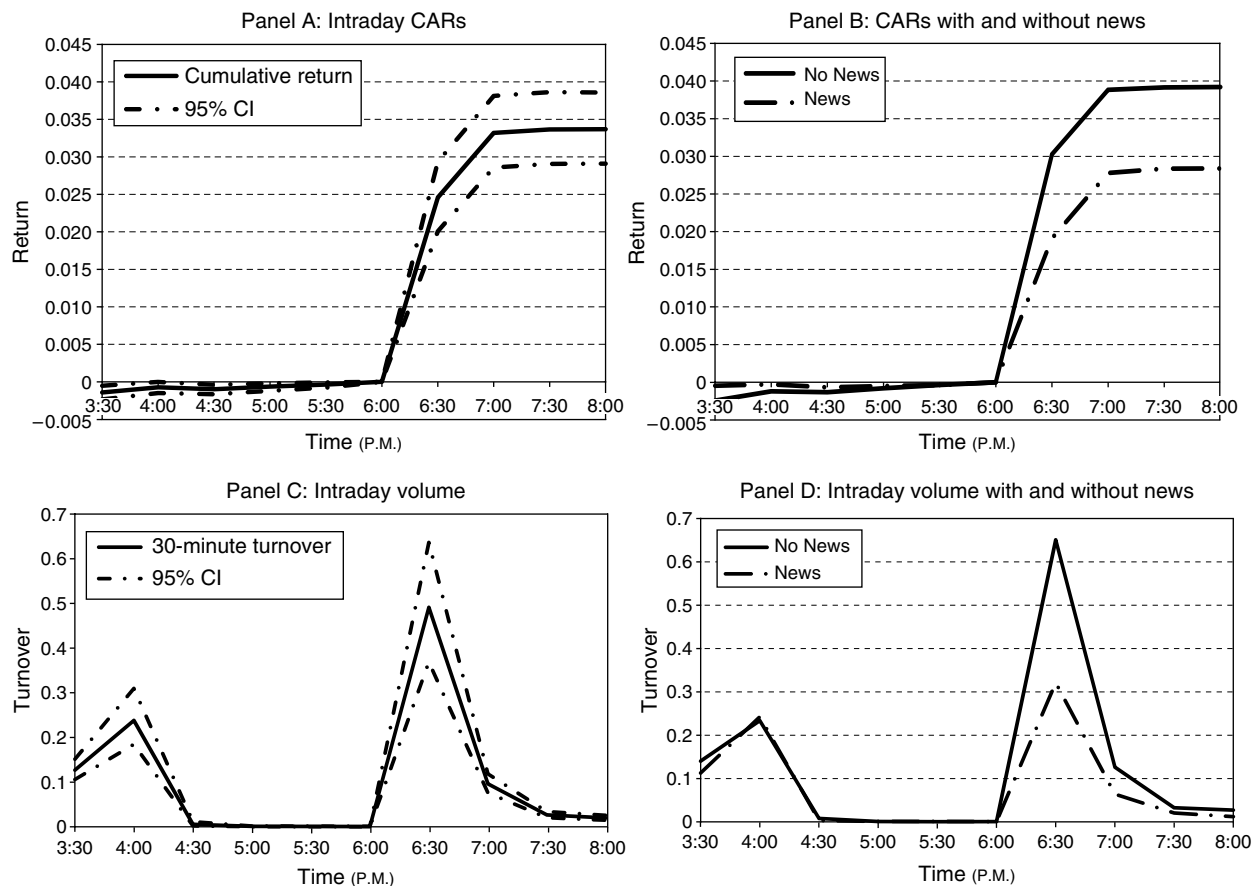 Panel A: Intraday CARs
0.045
0.040
0.035
0.030
0.025
0.020
0.015
0.010
0.005
0
−0.005
Return
Cumulative return
95% CI
3:30 4:00 4:30 5:00 5:30 6:00 6:30 7:00 7:30 8:00
Time (P.M.)
Panel B: CARs with and without news
0.045
0.040
0.035
0.030
0.025
0.020
0.015
0.010
0.005
0
−0.005
Return
No News
News
3:30 4:00 4:30 5:00 5:30 6:00 6:30 7:00 7:30 8:00
Time (P.M.)
Panel C: Intraday volume
0.7
0.6
0.5
0.4
0.3
0.2
0.1
0
Turnover
30-minute turnover
95% CI
3:30 4:00 4:30 5:00 5:30 6:00 6:30 7:00 7:30 8:00
Time (P.M.)
Panel D: Intraday volume with and without news
0.7
0.6
0.5
0.4
0.3
0.2
0.1
0
Turnover
No News
News
3:30 4:00 4:30 5:00 5:30 6:00 6:30 7:00 7:30 8:00
Time (P.M.)